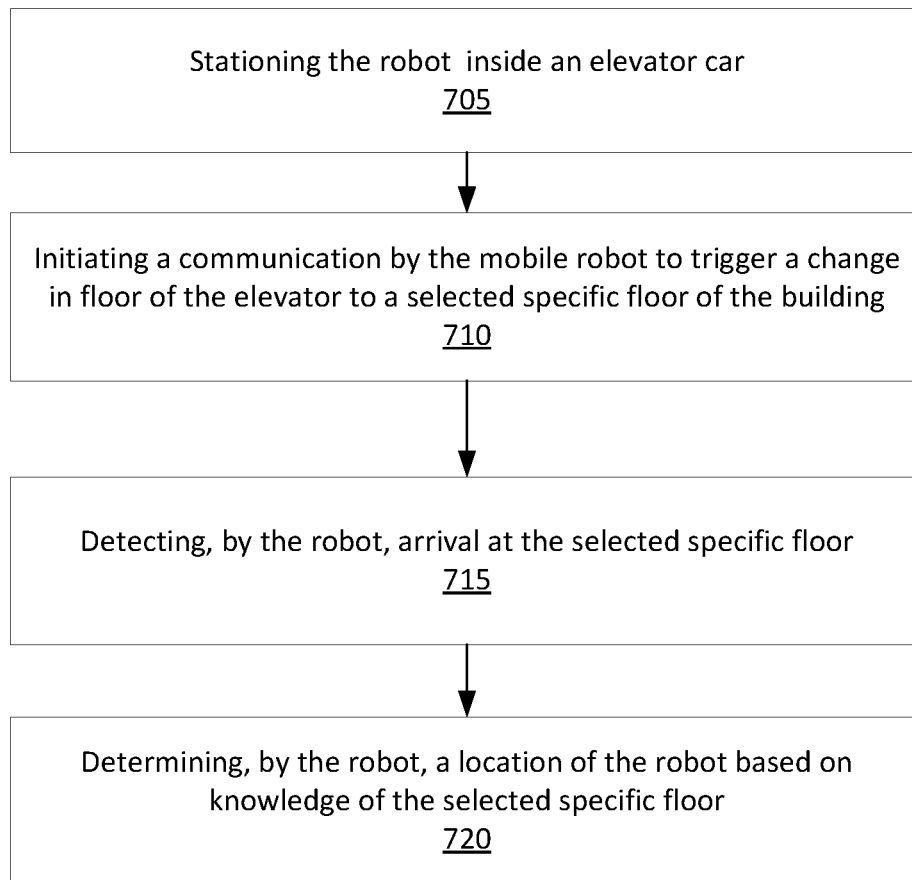 Stationing the robot inside an elevator car
705
Initiating a communication by the mobile robot to trigger a change
in floor of the elevator to a selected specific floor of the building
710
Detecting, by the robot, arrival at the selected specific floor
715
Determining, by the robot, a location of the robot based on
knowledge of the selected specific floor
720